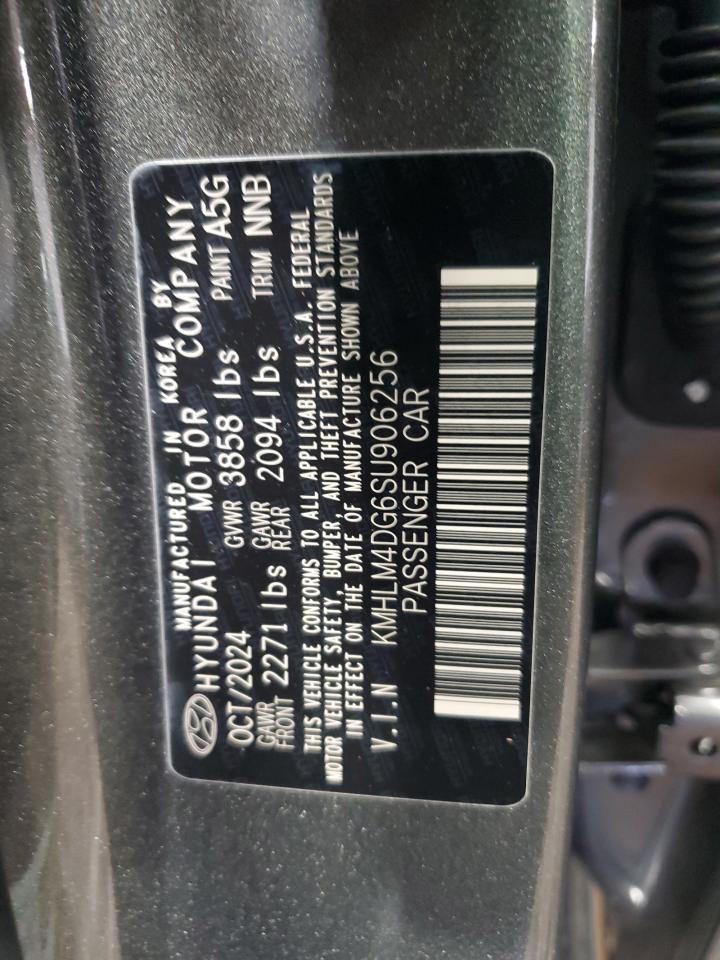 MANUFACTURED IN KOREA BY
HYUNDAI MOTOR COMPANY
OCT/2024 GVWR 3858 lbs PAINT A5G
GAWR FRONT 2271 lbs GAWR REAR 2094 lbs TRIM NNB
THIS VEHICLE CONFORMS TO ALL APPLICABLE U.S.A. FEDERAL
MOTOR VEHICLE SAFETY, BUMPER, AND THEFT PREVENTION STANDARDS
IN EFFECT ON THE DATE OF MANUFACTURE SHOWN ABOVE
V.I.N KMHLM4DG6SU906256
PASSENGER CAR